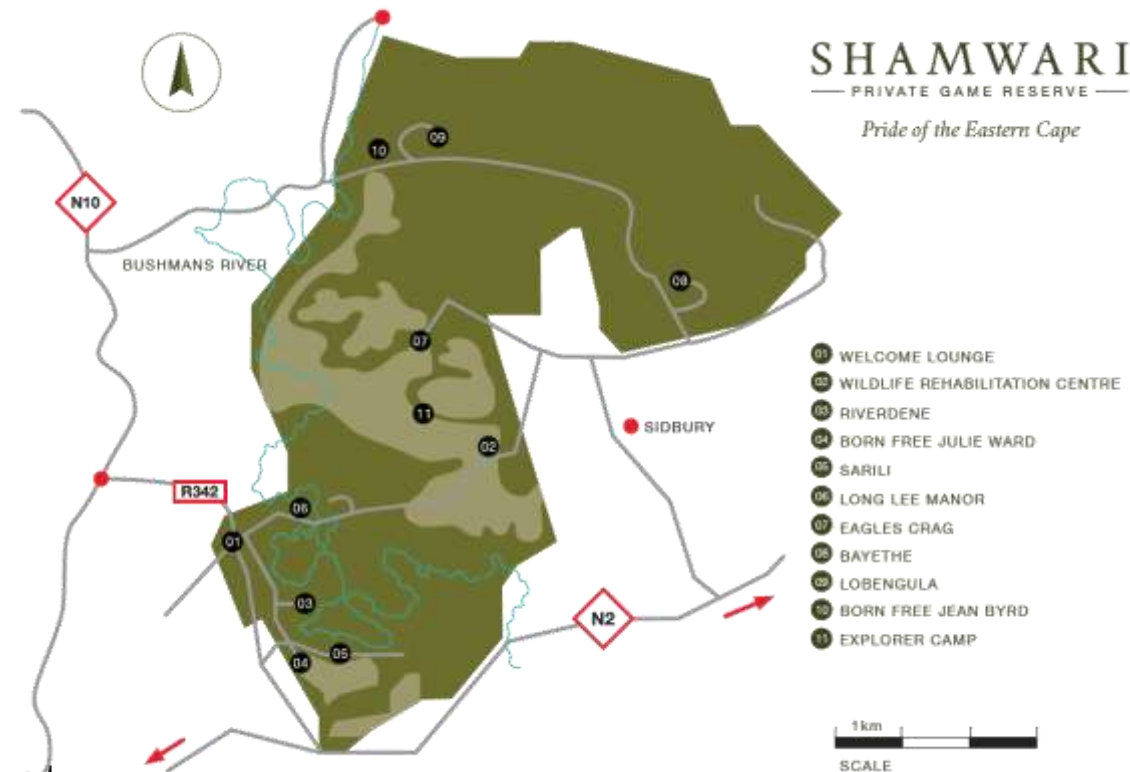 SHAMWARI
PRIVATE GAME RESERVE
Pride of the Eastern Cape
10
09
N10
BUSHMANS RIVER
08
07
11
02
SIDBURY
R342
06
01
03
N2
05
04
01 WELCOME LOUNGE
02 WILDLIFE REHABILITATION CENTRE
03 RIVERDENE
04 BORN FREE JULIE WARD
05 SARILI
06 LONG LEE MANOR
07 EAGLES CRAG
08 BAYETHE
09 LOBENGULA
10 BORN FREE JEAN BYRD
11 EXPLORER CAMP
1km
SCALE